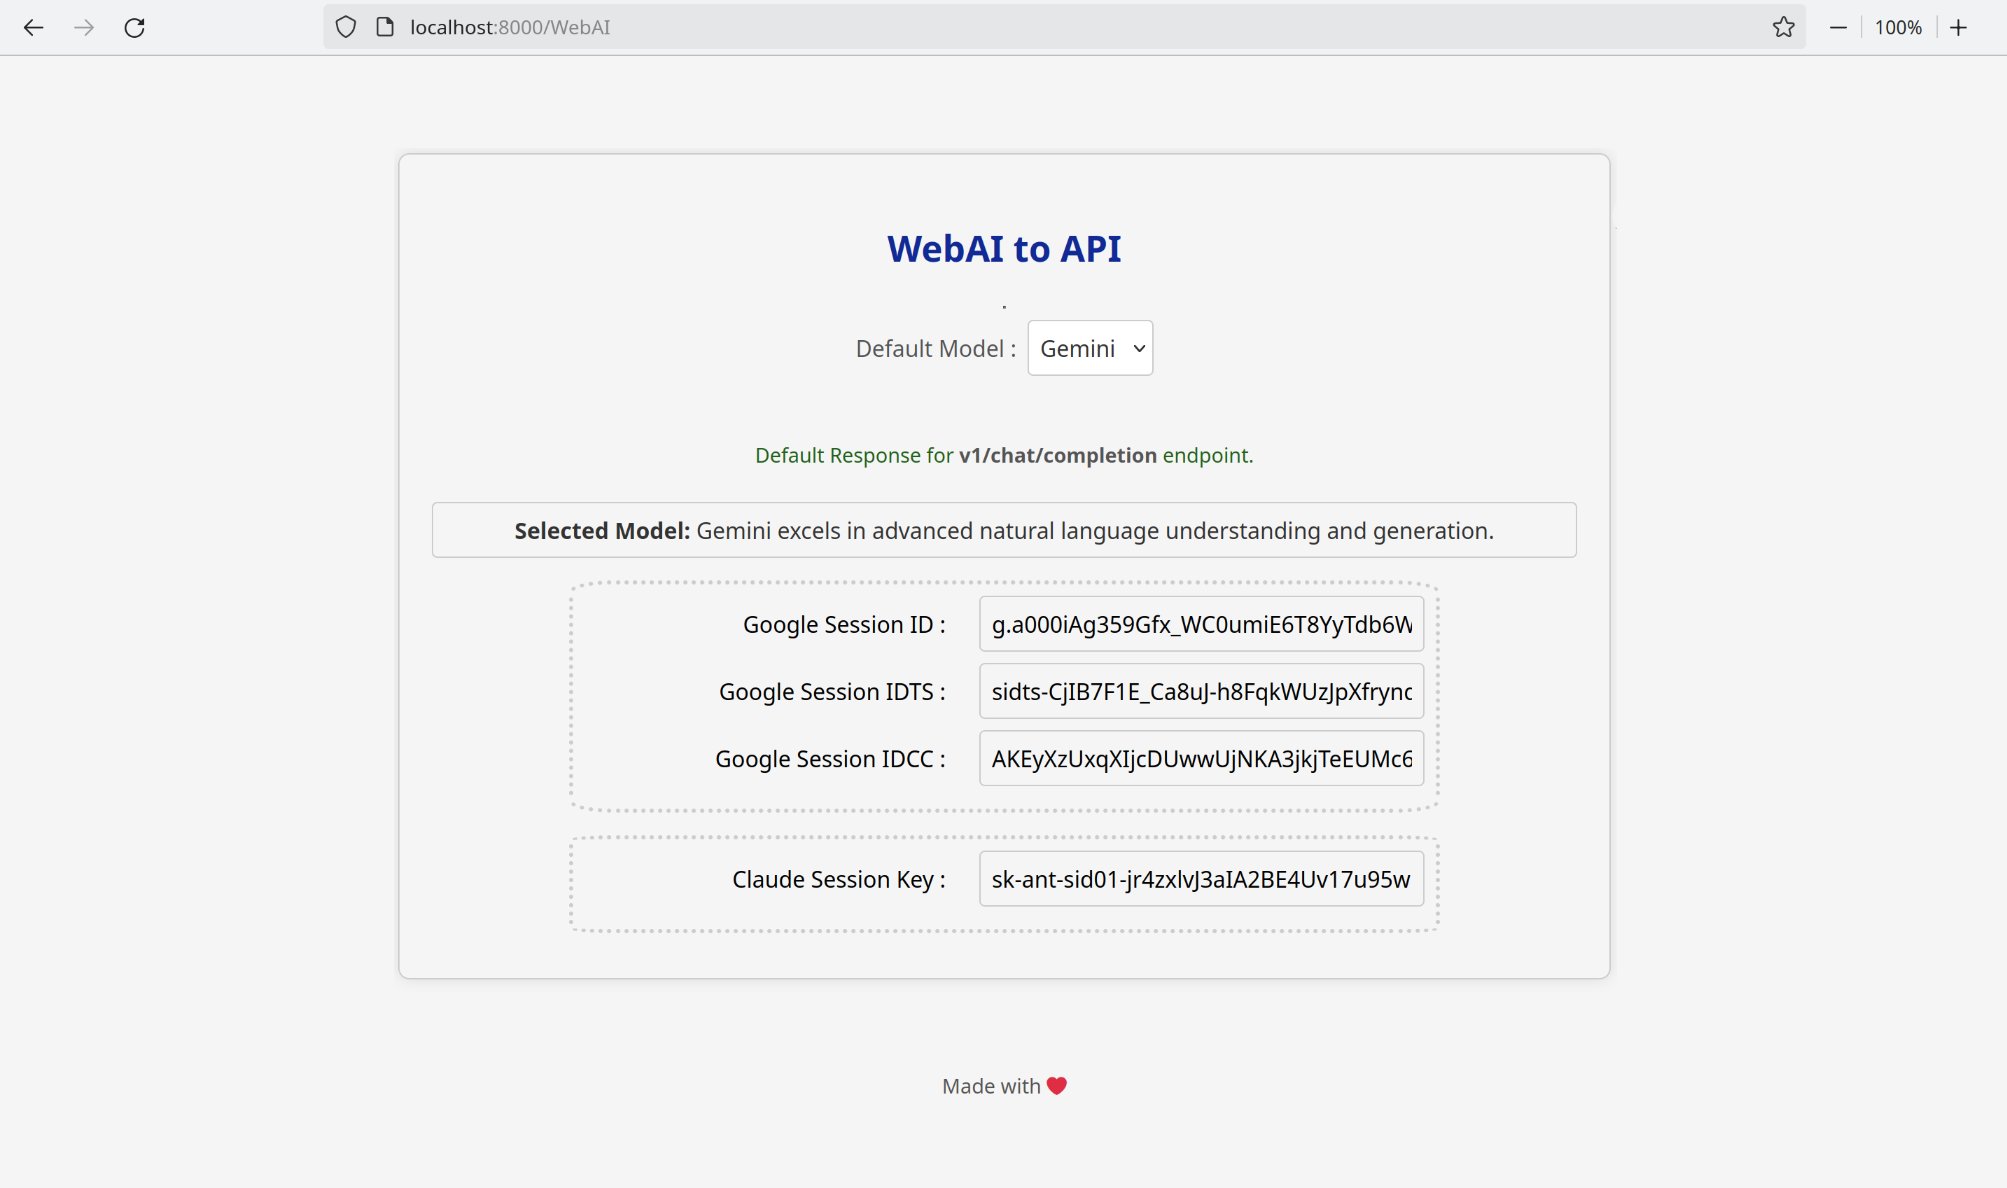 localhost:8000/WebAI
100%
WebAI to API
.
Default Model : Gemini
Default Response for v1/chat/completion endpoint.
Selected Model: Gemini excels in advanced natural language understanding and generation.
Google Session ID : g.a000iAg359Gfx_WC0umiE6T8YyTdb6W
Google Session IDTS : sidts-CjIB7F1E_Ca8uJ-h8FqkWUzJpXfrync
Google Session IDCC : AKEyXzUxqXIjcDUwwUjNKA3jkjTeEUMc6
Claude Session Key : sk-ant-sid01-jr4zxlvJ3aIA2BE4Uv17u95w
Made with ❤